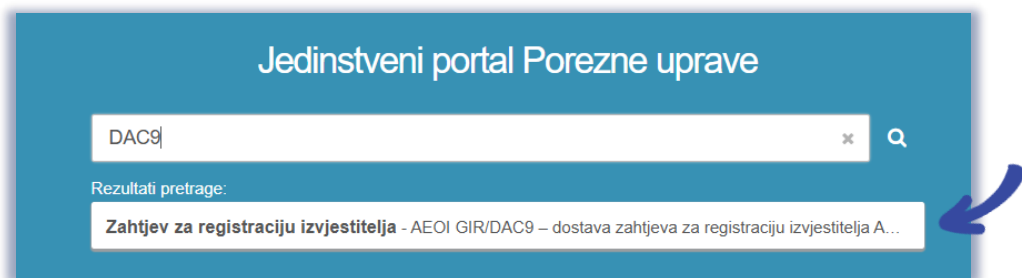 Jedinstveni portal Porezne uprave
DAC9
Rezultati pretrage:
Zahtjev za registraciju izvjestitelja - AEOI GIR/DAC9 – dostava zahtjeva za registraciju izvjestitelja A...